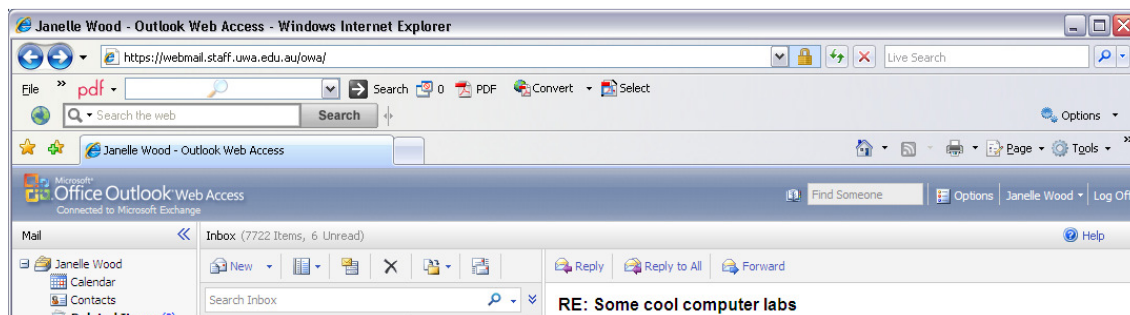 Janelle Wood - Outlook Web Access - Windows Internet Explorer
https://webmail.staff.uwa.edu.au/owa/ Live Search
File » pdf Search 0 PDF Convert Select
Search the web Search Options
Janelle Wood - Outlook Web Access Page Tools »
Microsoft
Office Outlook Web Access Find Someone Options Janelle Wood Log Off
Connected to Microsoft Exchange
Mail « Inbox (7722 Items, 6 Unread) Help
Janelle Wood New Reply Reply to All Forward
Calendar
Contacts Search Inbox RE: Some cool computer labs